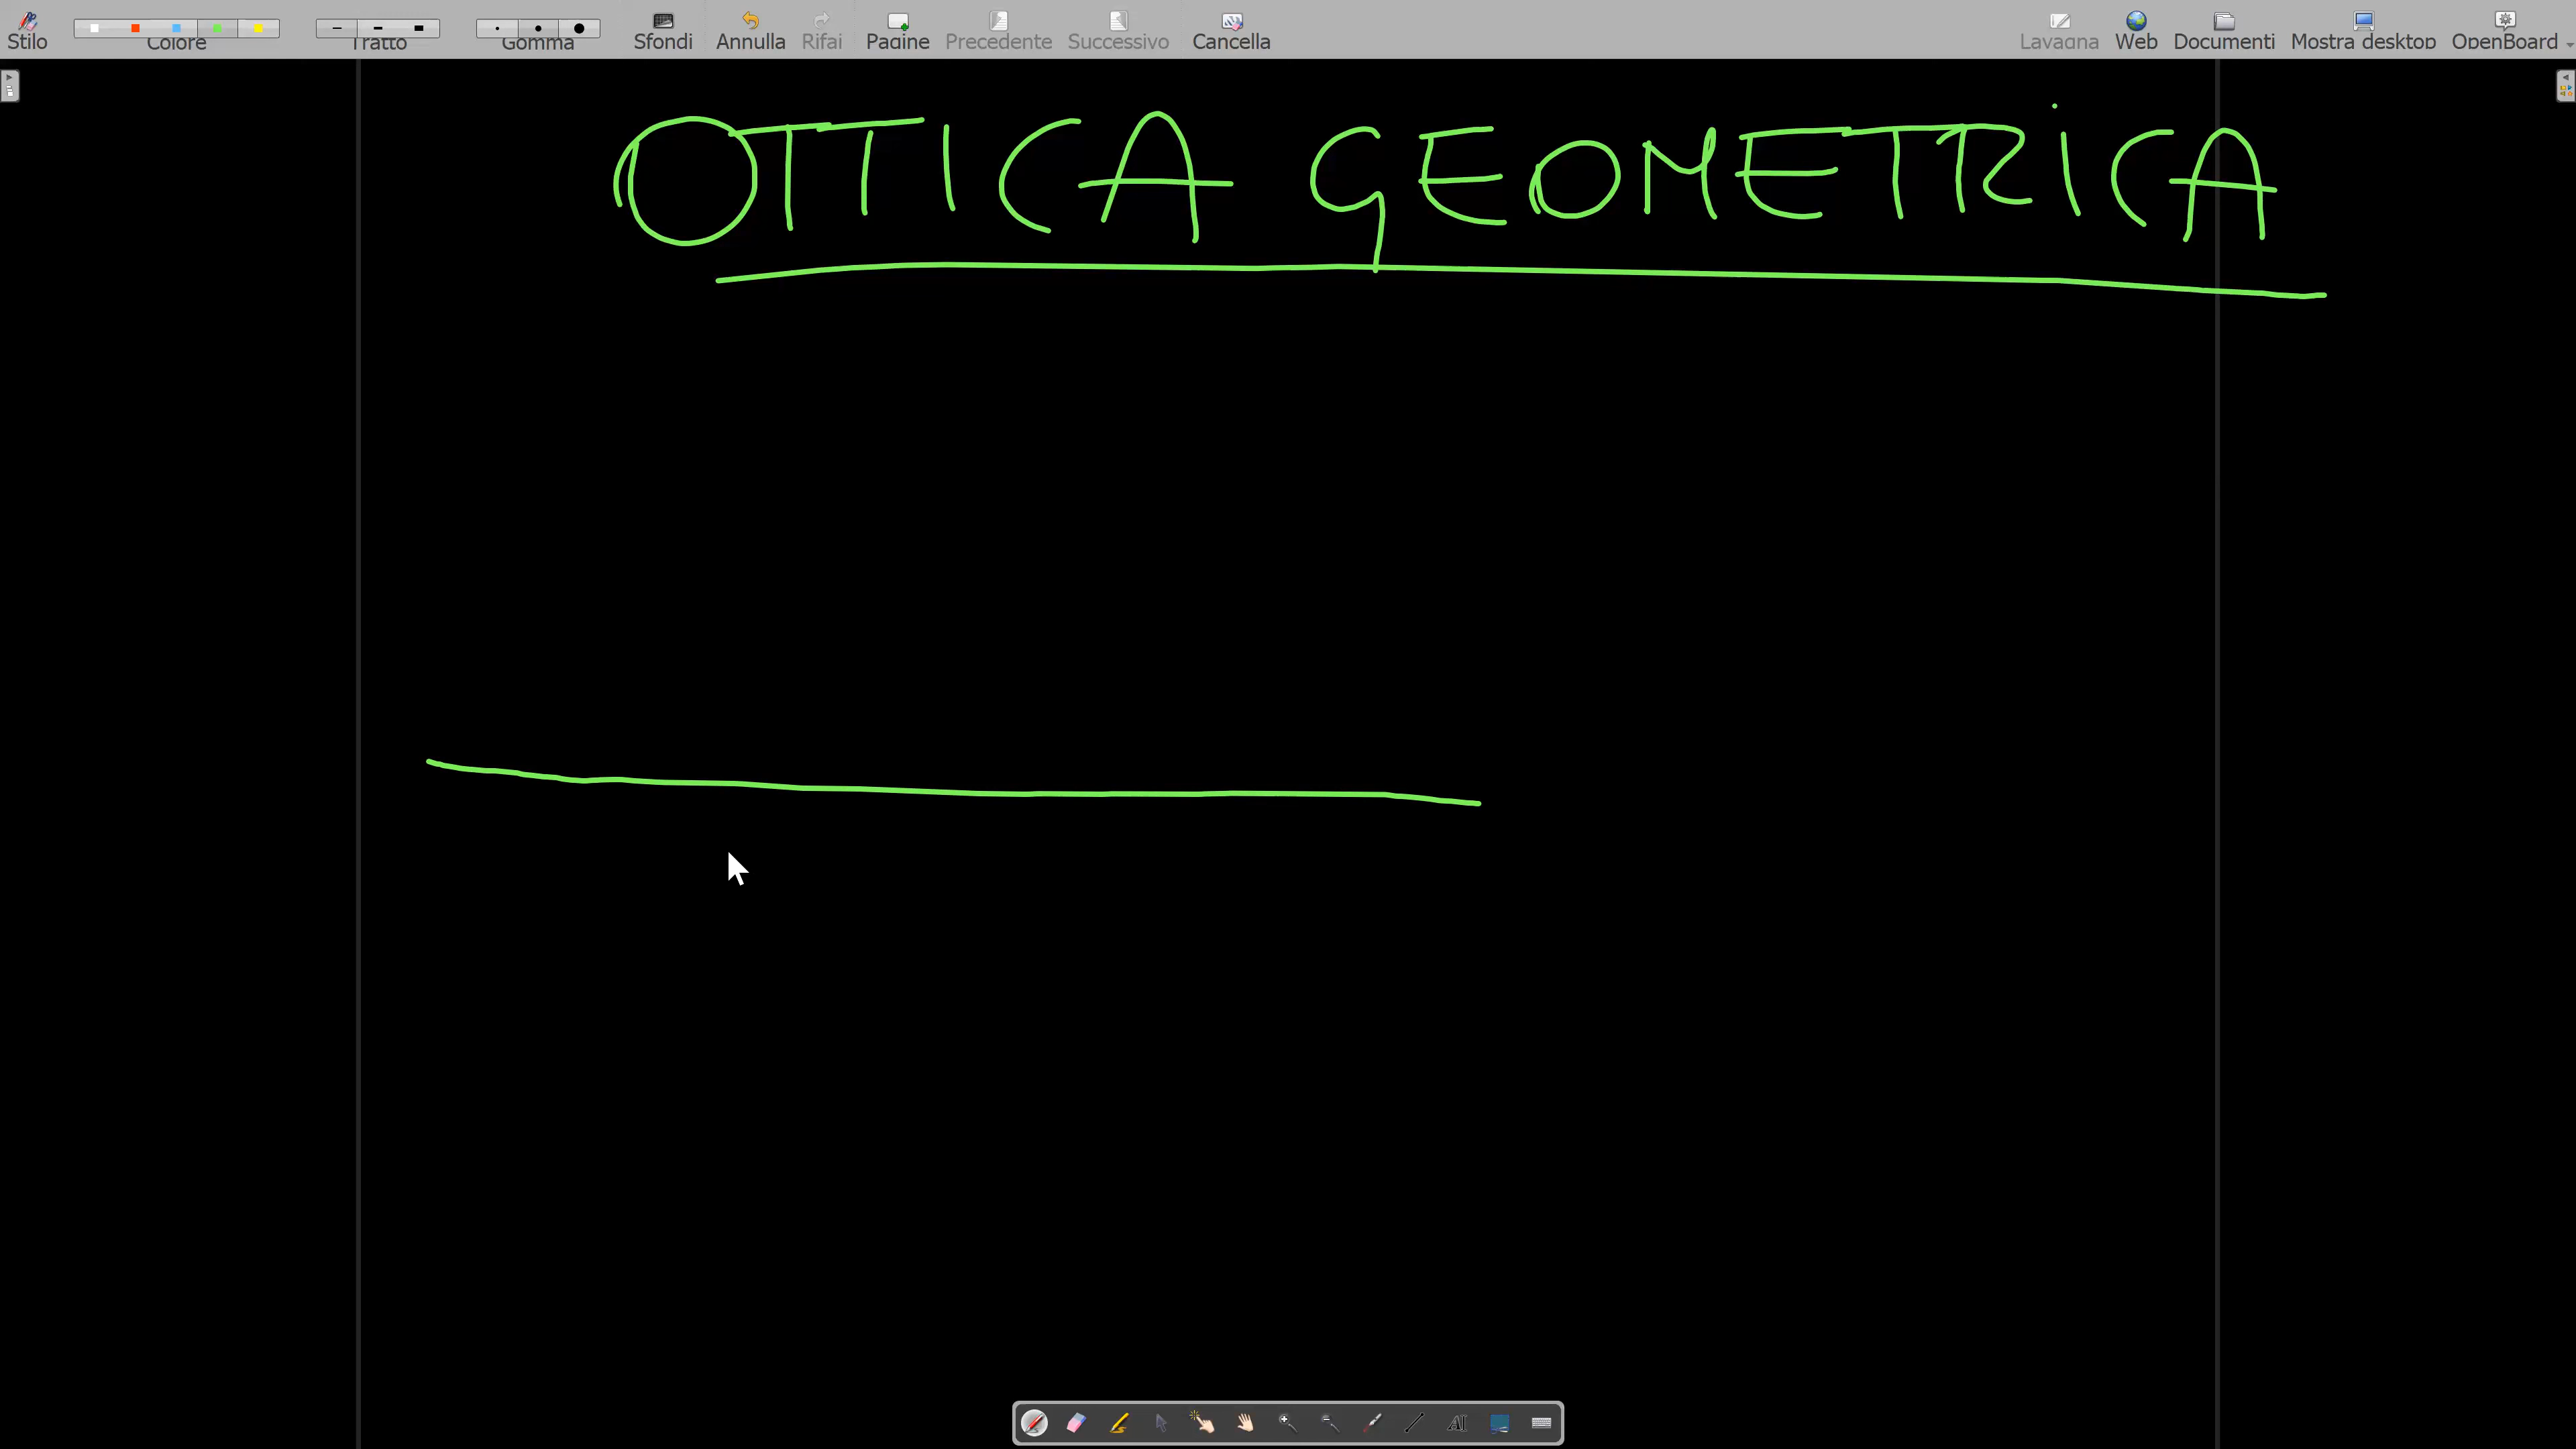 Stilo Colore Tratto Gomma Sfondi Annulla Rifai Pagine Precedente Successivo Cancella Lavagna Web Documenti Mostra desktop OpenBoard
OTTICA GEOMETRICA
AI